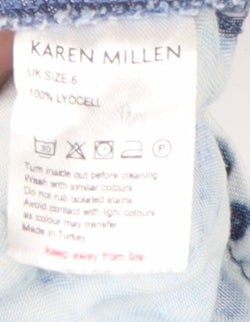 KAREN MILLEN
UK SIZE 6
100% LYOCELL
30 P
Turn inside out before cleaning
Wash with similar colours
Do not rub isolated stains
Avoid contact with light colours
as colour may transfer
Made in Turkey
keep away from fire